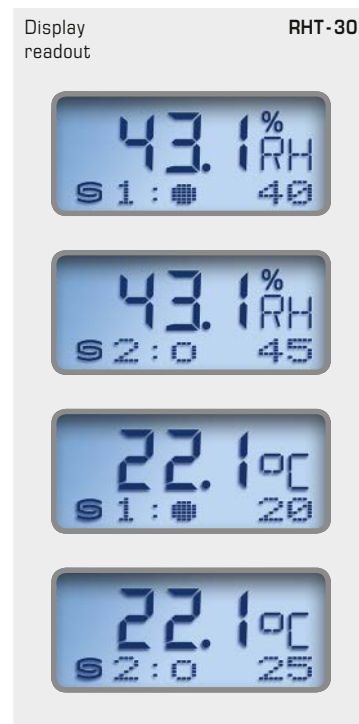 Display RHT-30
readout
43.1 % RH
S1:● 40
43.1 % RH
S2:o 45
22.1 °C
S1:● 20
22.1 °C
S2:o 25